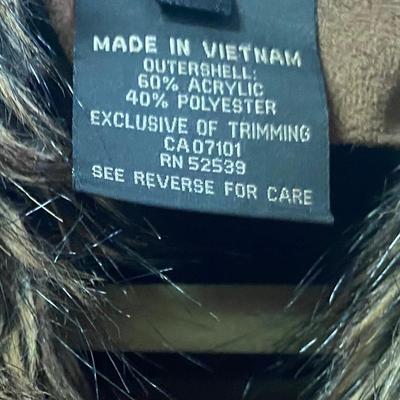 MADE IN VIETNAM
OUTERSHELL:
60% ACRYLIC
40% POLYESTER
EXCLUSIVE OF TRIMMING
CA07101
RN 52539
SEE REVERSE FOR CARE